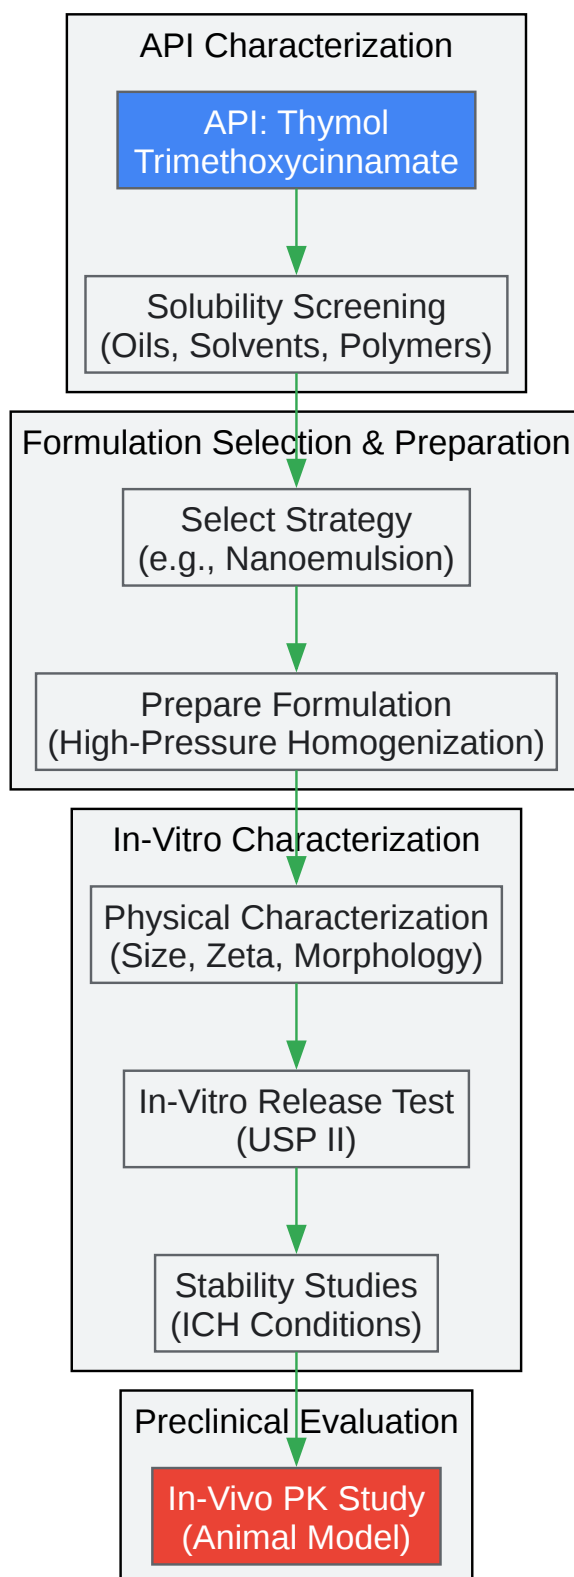 API Characterization
API: Thymol
Trimethoxycinnamate
Solubility Screening
(Oils, Solvents, Polymers)
Formulation Selection & Preparation
Select Strategy
(e.g., Nanoemulsion)
Prepare Formulation
(High-Pressure Homogenization)
In-Vitro Characterization
Physical Characterization
(Size, Zeta, Morphology)
In-Vitro Release Test
(USP II)
Stability Studies
(ICH Conditions)
Preclinical Evaluation
In-Vivo PK Study
(Animal Model)